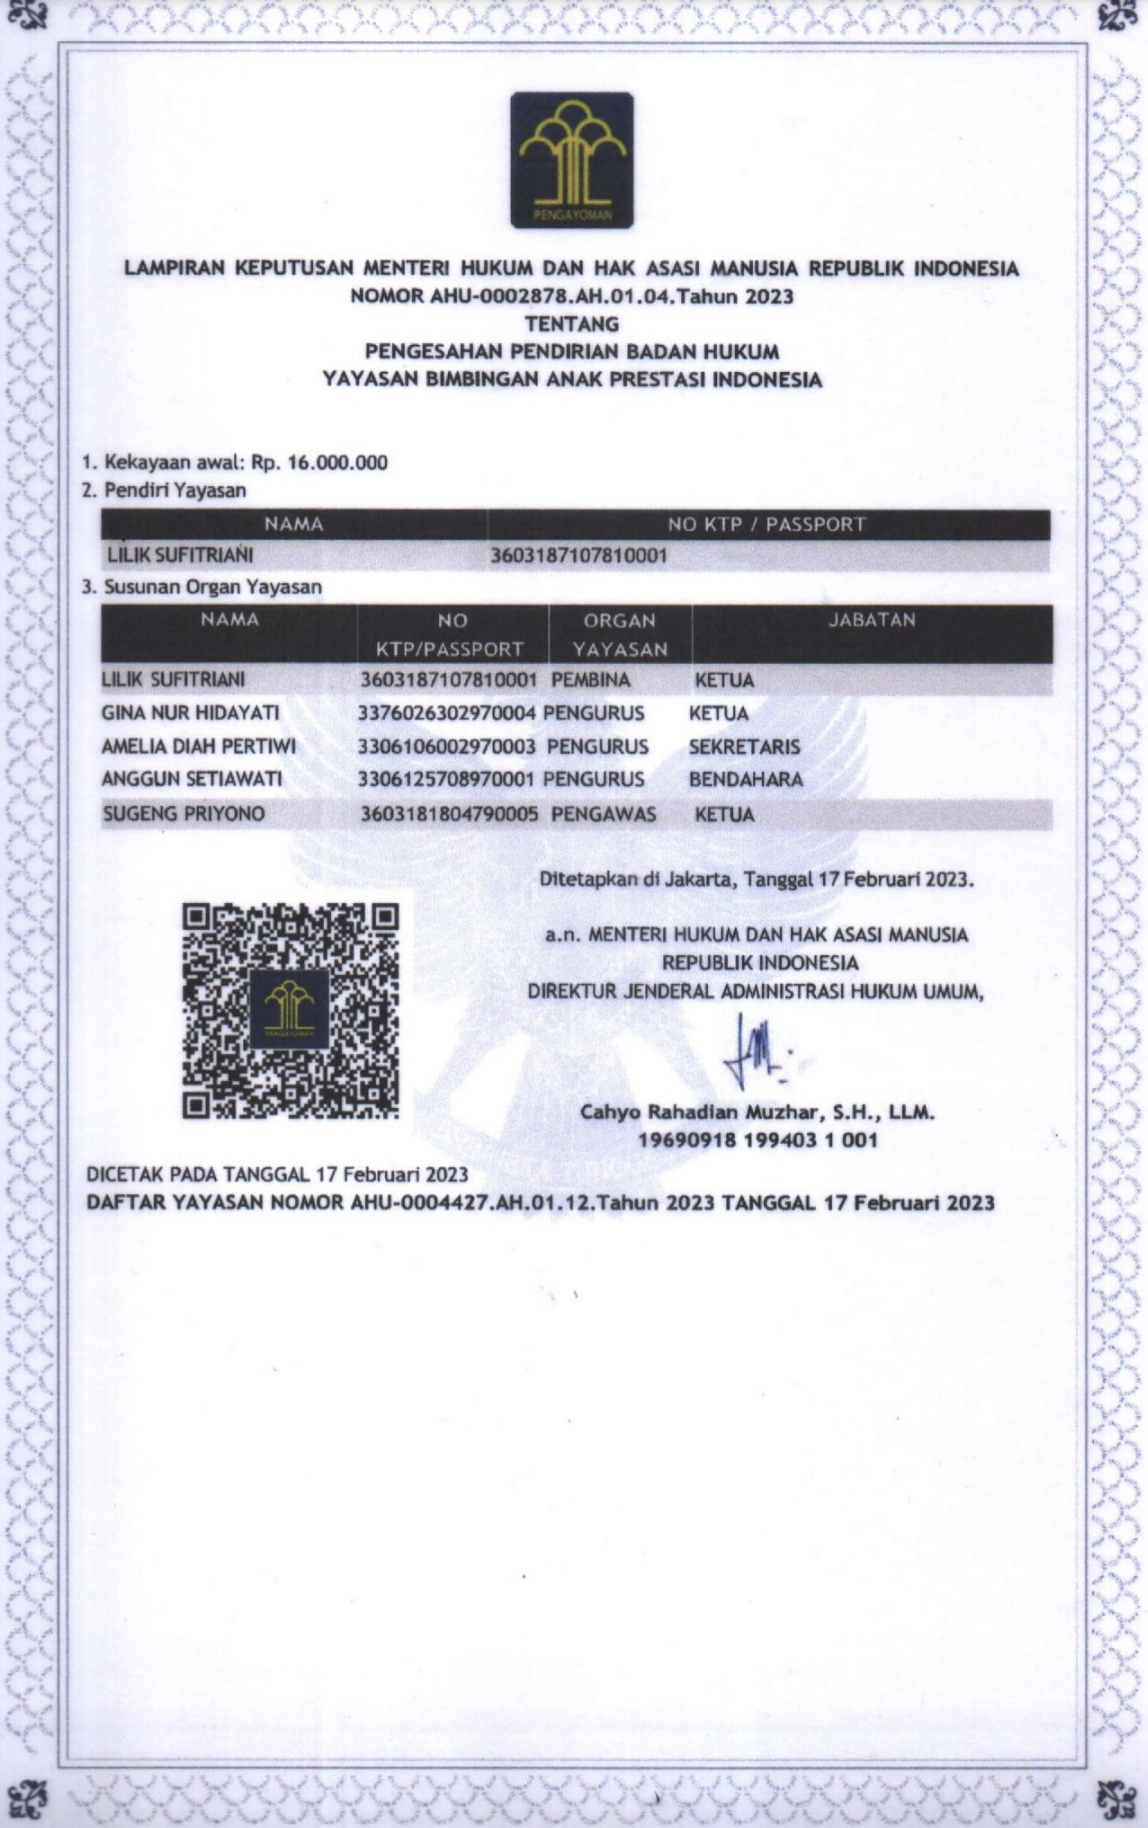 PENGAYOMAN
LAMPIRAN KEPUTUSAN MENTERI HUKUM DAN HAK ASASI MANUSIA REPUBLIK INDONESIA
NOMOR AHU-0002878.AH.01.04.Tahun 2023
TENTANG
PENGESAHAN PENDIRIAN BADAN HUKUM
YAYASAN BIMBINGAN ANAK PRESTASI INDONESIA
1. Kekayaan awal: Rp. 16.000.000
2. Pendiri Yayasan
NAMA NO KTP / PASSPORT
LILIK SUFITRIANI 3603187107810001
3. Susunan Organ Yayasan
NAMA NO ORGAN JABATAN
KTP/PASSPORT YAYASAN
LILIK SUFITRIANI 3603187107810001 PEMBINA KETUA
GINA NUR HIDAYATI 3376026302970004 PENGURUS KETUA
AMELIA DIAH PERTIWI 3306106002970003 PENGURUS SEKRETARIS
ANGGUN SETIAWATI 3306125708970001 PENGURUS BENDAHARA
SUGENG PRIYONO 3603181804790005 PENGAWAS KETUA
Ditetapkan di Jakarta, Tanggal 17 Februari 2023.
a.n. MENTERI HUKUM DAN HAK ASASI MANUSIA
REPUBLIK INDONESIA
DIREKTUR JENDERAL ADMINISTRASI HUKUM UMUM,
PENGAYOMAN
Cahyo Rahadian Muzhar, S.H., LLM.
19690918 199403 1 001
DICETAK PADA TANGGAL 17 Februari 2023
DAFTAR YAYASAN NOMOR AHU-0004427.AH.01.12.Tahun 2023 TANGGAL 17 Februari 2023